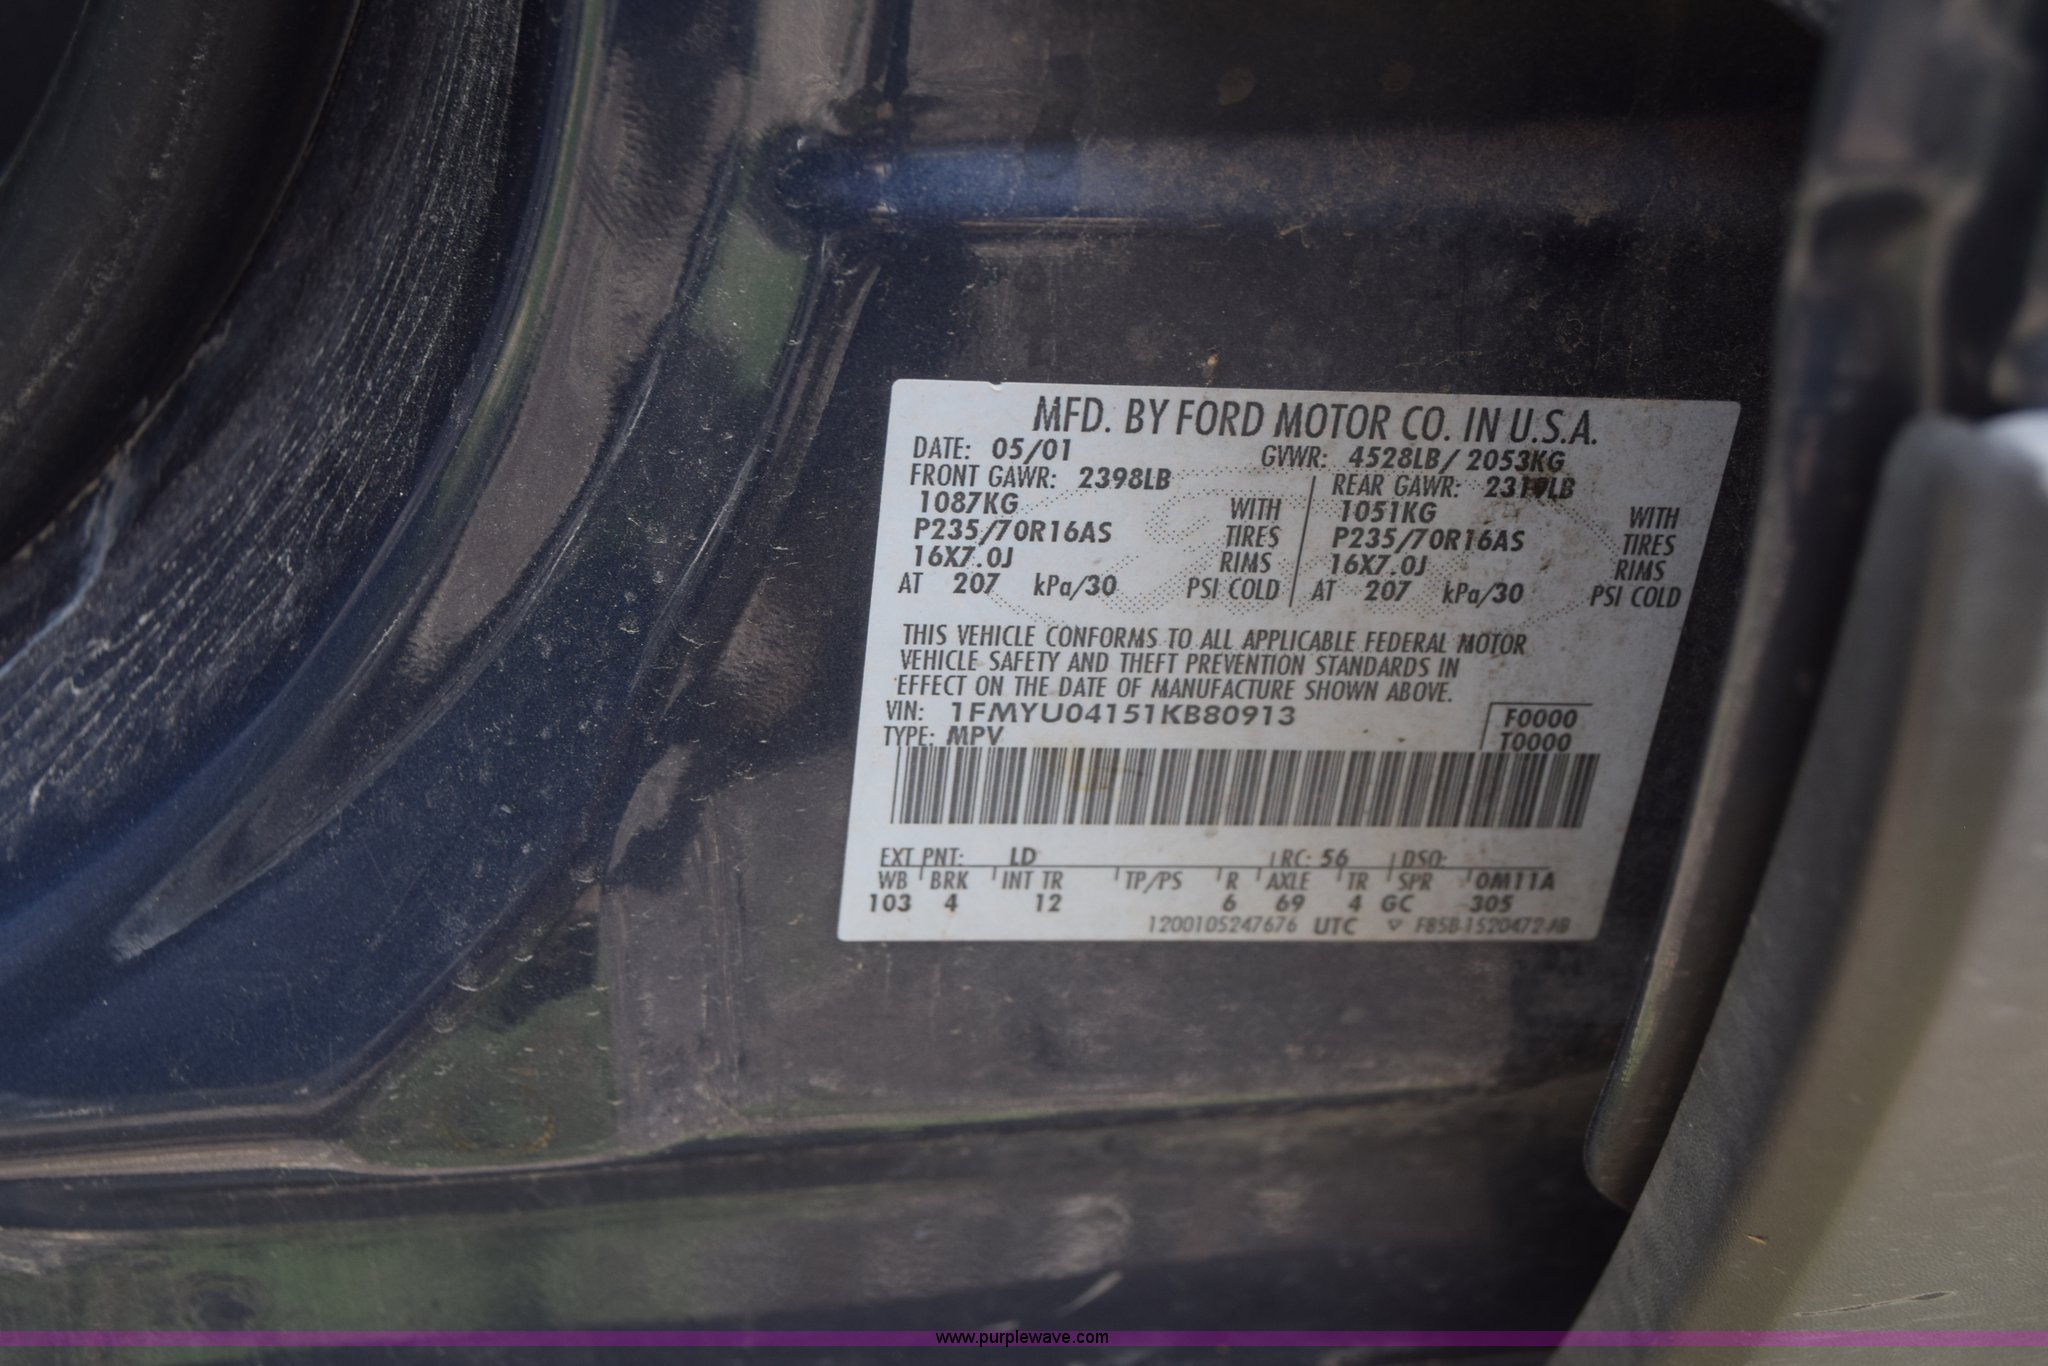 MFD. BY FORD MOTOR CO. IN U.S.A.
DATE: 05/01 GVWR: 4528LB/ 2053KG
FRONT GAWR: 2398LB REAR GAWR: 2319LB
1087KG WITH 1051KG WITH
P235/70R16AS TIRES P235/70R16AS TIRES
16X7.0J RIMS 16X7.0J RIMS
AT 207 kPa/30 PSI COLD AT 207 kPa/30 PSI COLD
THIS VEHICLE CONFORMS TO ALL APPLICABLE FEDERAL MOTOR
VEHICLE SAFETY AND THEFT PREVENTION STANDARDS IN
EFFECT ON THE DATE OF MANUFACTURE SHOWN ABOVE.
VIN: 1FMYU04151KB80913 F0000
TYPE: MPV T0000
EXT PNT: LD RC: 56 DSO:
WB BRK INT TR TP/PS R AXLE TR SPR 0M11A
103 4 12 6 69 4 GC 305
1200105247676 UTC ▽ F85B-1520472-AB
www.purplewave.com